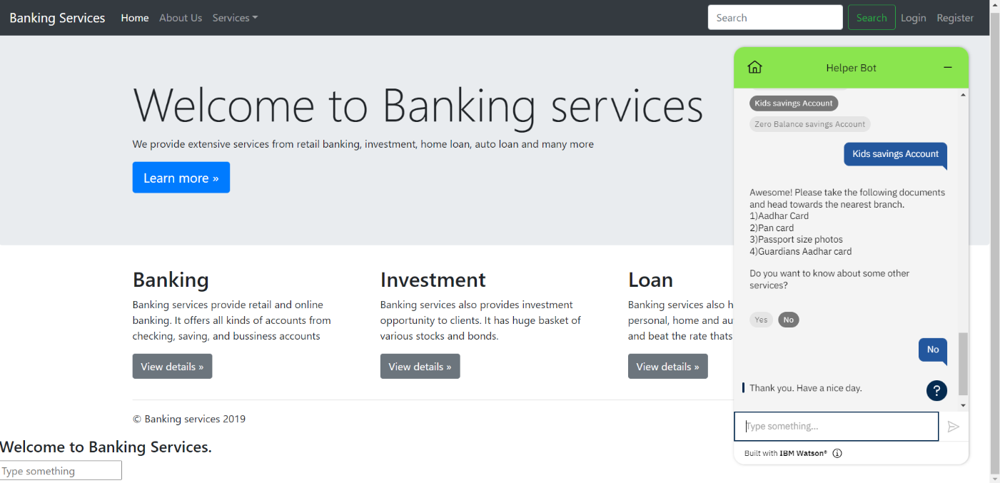 Banking Services Home About Us Services Search Search Login Register
Welcome to Banking services
We provide extensive services from retail banking, investment, home loan, auto loan and many more
Learn more »
Banking
Banking services provide retail and online
banking. It offers all kinds of accounts from
checking, saving, and bussiness accounts
View details »
Investment
Banking services also provides investment
opportunity to clients. It has huge basket of
various stocks and bonds.
View details »
Loan
Banking services also h
personal, home and au
and beat the rate thats
View details »
© Banking services 2019
Welcome to Banking Services.
Type something
Helper Bot
Kids savings Account
Zero Balance savings Account
Kids savings Account
Awesome! Please take the following documents
and head towards the nearest branch.
1)Aadhar Card
2)Pan card
3)Passport size photos
4)Guardians Aadhar card
Do you want to know about some other
services?
Yes No
No
Thank you. Have a nice day.
?
Type something...
Built with IBM Watson®